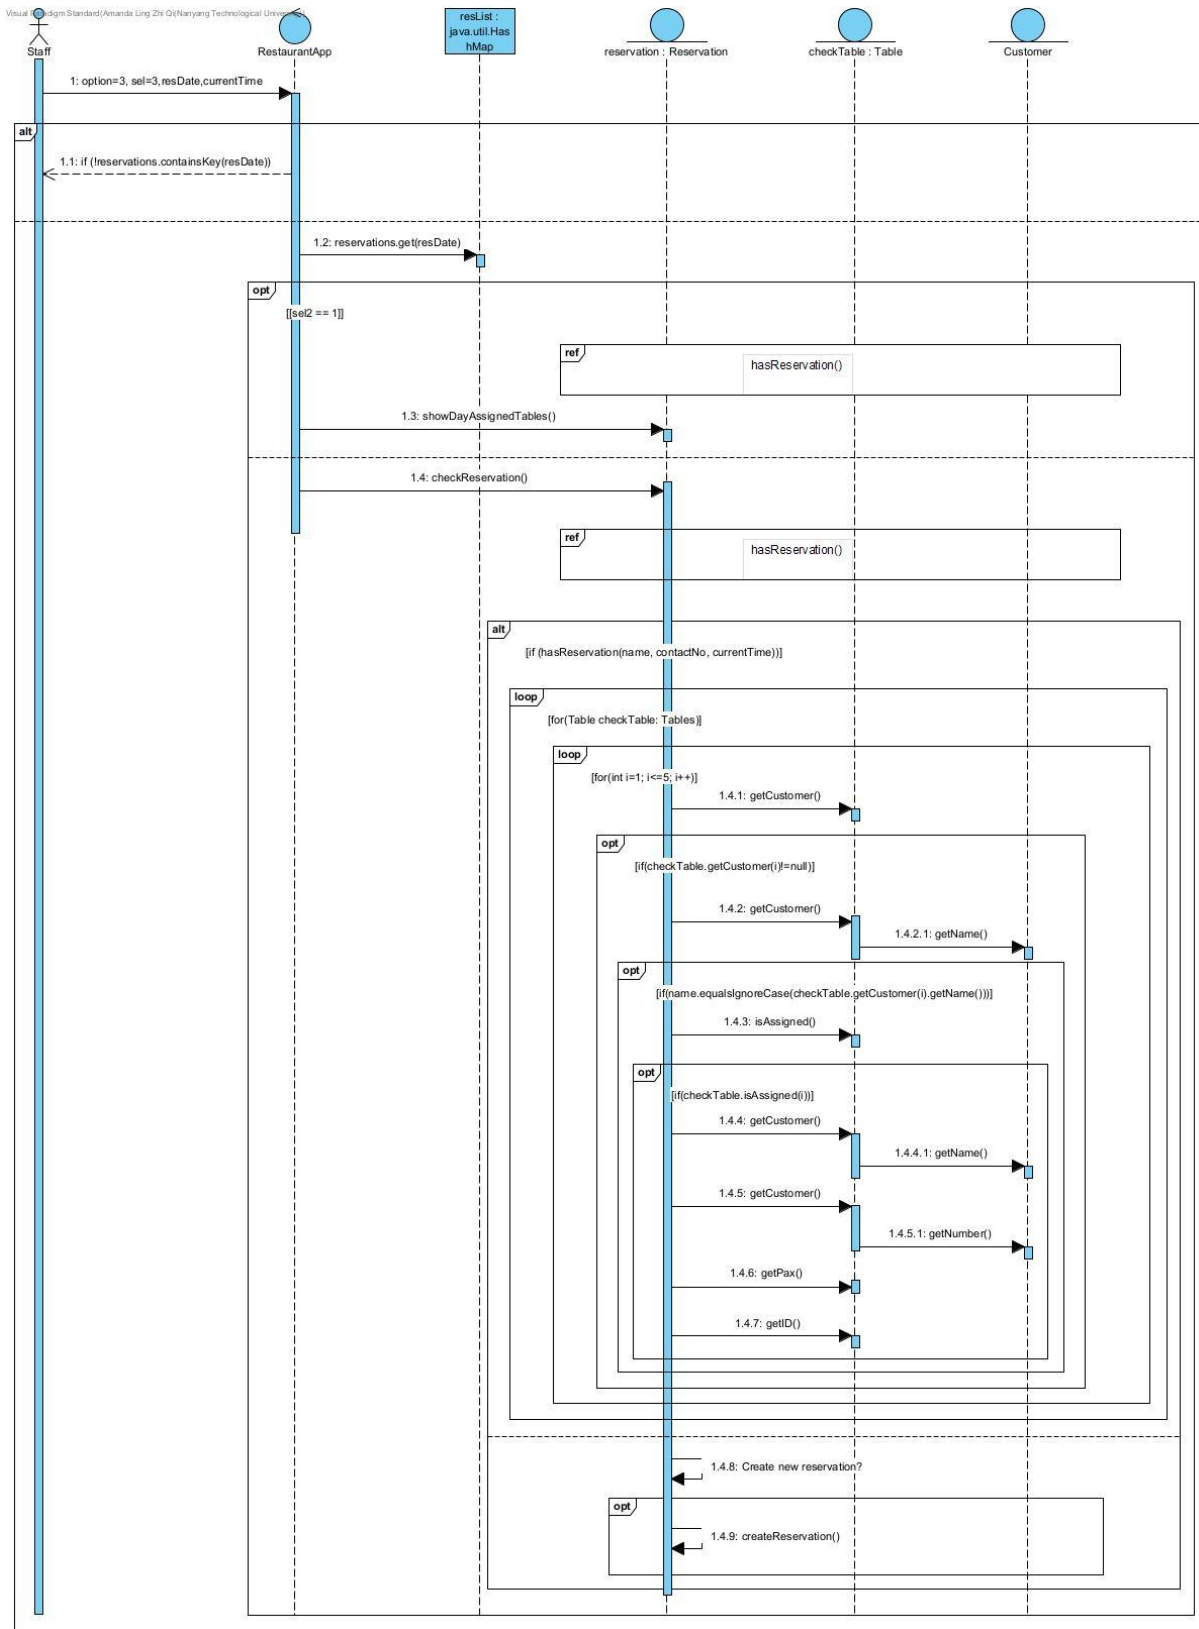 Visual Paradigm Standard(Amanda Ling Zhi Qi(Nanyang Technological University))
Staff
RestaurantApp
resList :
java.util.Has
hMap
reservation : Reservation
checkTable : Table
Customer
1: option=3, sel=3,resDate,currentTime
alt
1.1: if (!reservations.containsKey(resDate))
1.2: reservations.get(resDate)
opt
[[sel2 == 1]]
ref
hasReservation()
1.3: showDayAssignedTables()
1.4: checkReservation()
ref
hasReservation()
alt
[if (hasReservation(name, contactNo, currentTime))]
loop
[for(Table checkTable: Tables)]
loop
[for(int i=1; i<=5; i++)]
1.4.1: getCustomer()
opt
[if(checkTable.getCustomer(i)!=null)]
1.4.2: getCustomer()
1.4.2.1: getName()
opt
[if(name.equalsIgnoreCase(checkTable.getCustomer(i).getName()))]
1.4.3: isAssigned()
opt
[if(checkTable.isAssigned(i))]
1.4.4: getCustomer()
1.4.4.1: getName()
1.4.5: getCustomer()
1.4.5.1: getNumber()
1.4.6: getPax()
1.4.7: getID()
1.4.8: Create new reservation?
opt
1.4.9: createReservation()